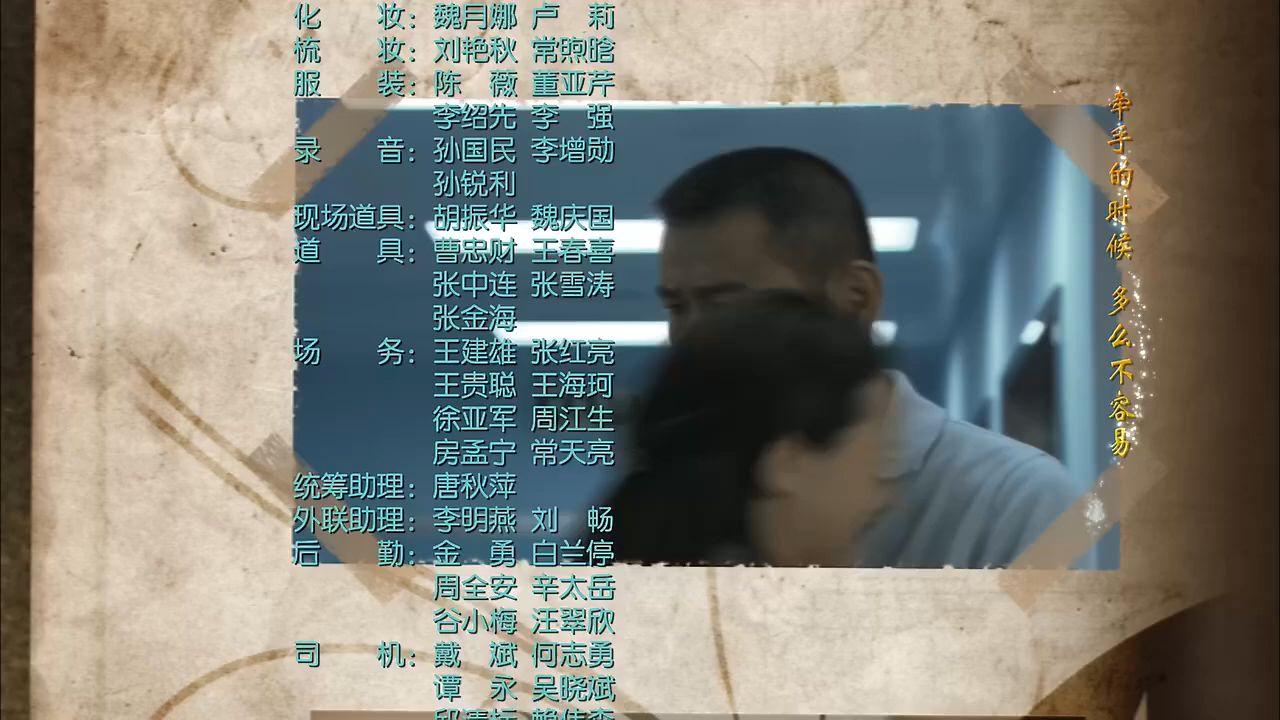 化 妆：魏月娜 卢 莉
梳 妆：刘艳秋 常煦晗
服 装：陈 薇 董亚芹
李绍先 李 强
录 音：孙国民 李增勋
孙锐利
现场道具：胡振华 魏庆国
道 具：曹忠财 王春喜
张中连 张雪涛
张金海
场 务：王建雄 张红亮
王贵聪 王海珂
徐亚军 周江生
房孟宁 常天亮
统筹助理：唐秋萍
外联助理：李明燕 刘 畅
后 勤：金 勇 白兰停
周全安 辛太岳
谷小梅 汪翠欣
司 机：戴 斌 何志勇
谭 永 吴晓斌
牵手的时候 多么不容易